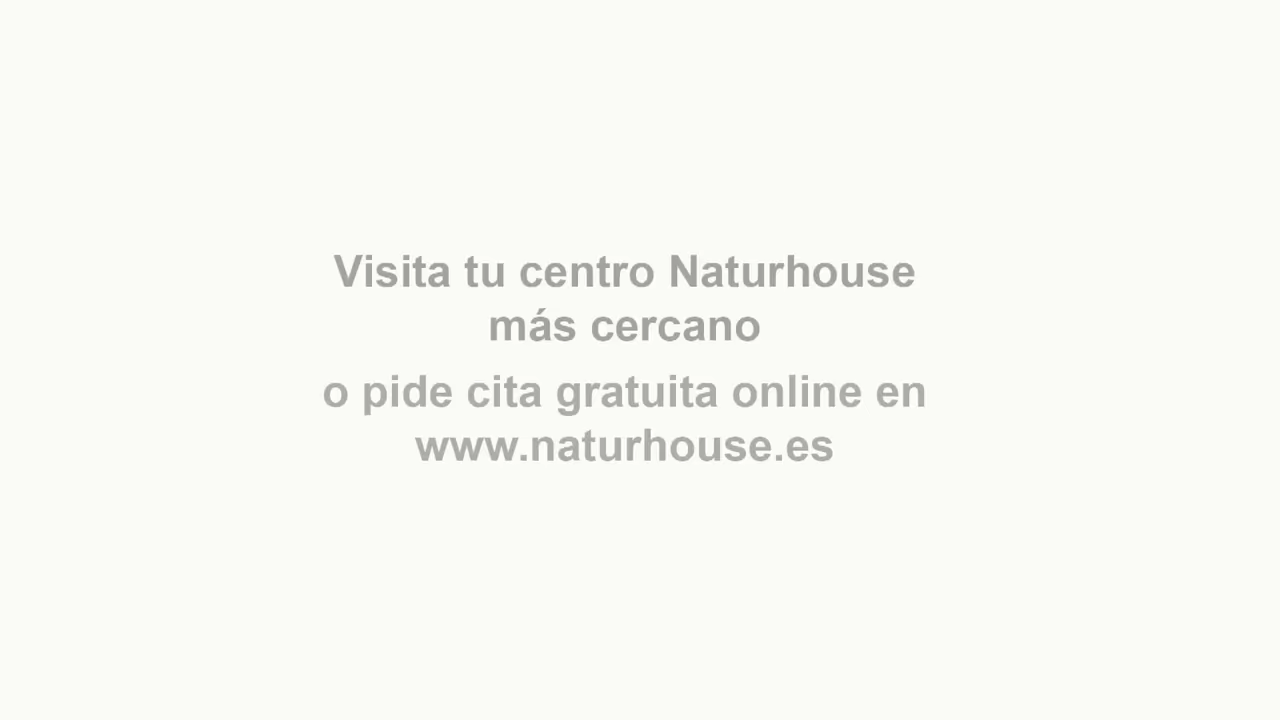 Visita tu centro Naturhouse
más cercano
o pide cita gratuita online en
www.naturhouse.es